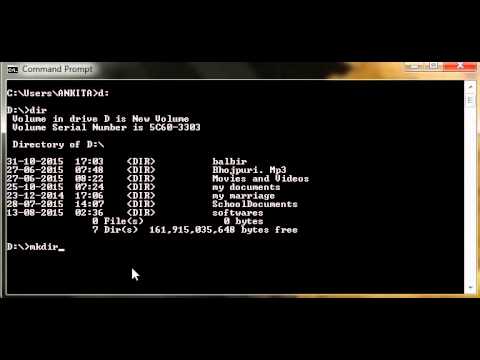 Command Prompt
C:\Users\ANKITA>d:
D:\>dir
Volume in drive D is New Volume
Volume Serial Number is 5C60-3303
Directory of D:\
31-10-2015 17:03 <DIR> balbir
27-06-2015 07:48 <DIR> Bhojpuri. Mp3
27-06-2015 08:22 <DIR> Movies and Videos
25-10-2015 07:24 <DIR> my documents
23-12-2014 17:06 <DIR> my marriage
28-07-2015 14:07 <DIR> SchoolDocuments
13-08-2015 02:36 <DIR> softwares
0 File(s) 0 bytes
7 Dir(s) 161,915,035,648 bytes free
D:\>mkdir_